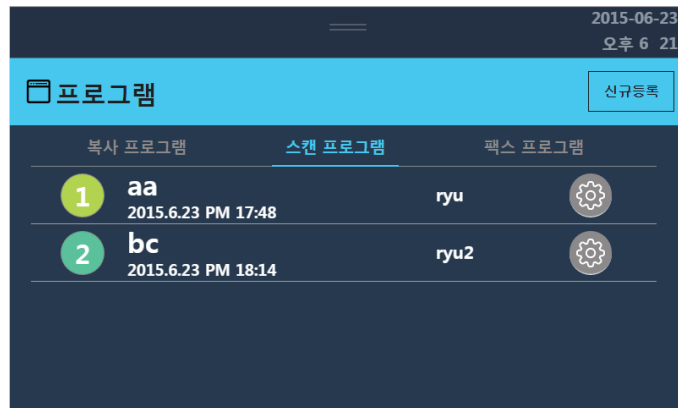 2015-06-23
오후 6 21
프로그램
신규등록
복사 프로그램 스캔 프로그램 팩스 프로그램
1 aa ryu
2015.6.23 PM 17:48
2 bc ryu2
2015.6.23 PM 18:14